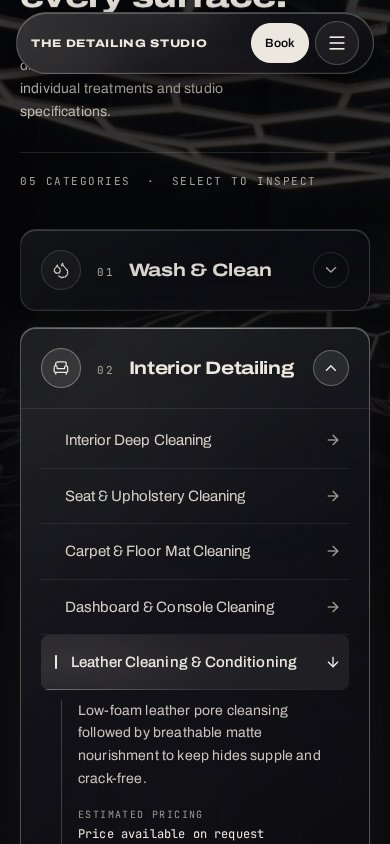 every surface.
THE DETAILING STUDIO
Book
individual treatments and studio
specifications.
05 CATEGORIES · SELECT TO INSPECT
01 Wash & Clean
02 Interior Detailing
Interior Deep Cleaning
Seat & Upholstery Cleaning
Carpet & Floor Mat Cleaning
Dashboard & Console Cleaning
Leather Cleaning & Conditioning
Low-foam leather pore cleansing
followed by breathable matte
nourishment to keep hides supple and
crack-free.
ESTIMATED PRICING
Price available on request